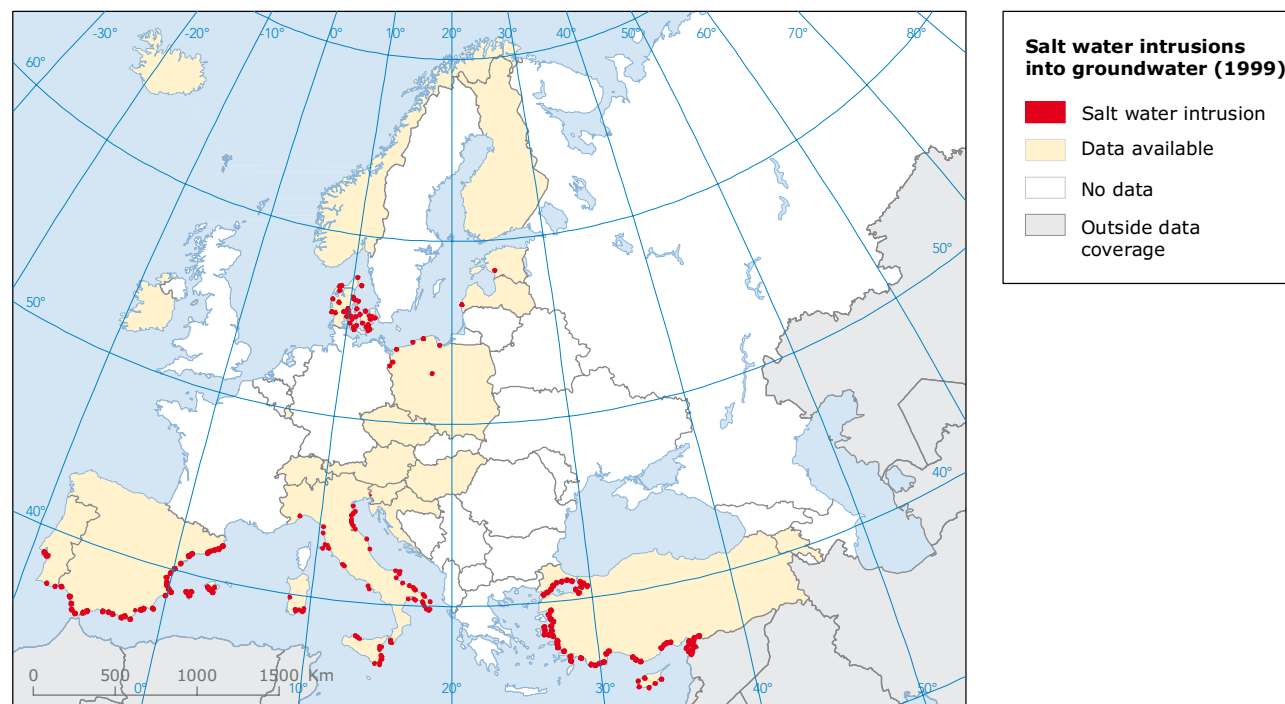 -30° -20° -10° 0° 10° 20° 30° 60° 70° 80°
60°
50°
50°
40°
40°
0 500 1000 1500 Km
0° 10° 20° 30° 40° 50°
Salt water intrusions
into groundwater (1999)
Salt water intrusion
Data available
No data
Outside data
coverage